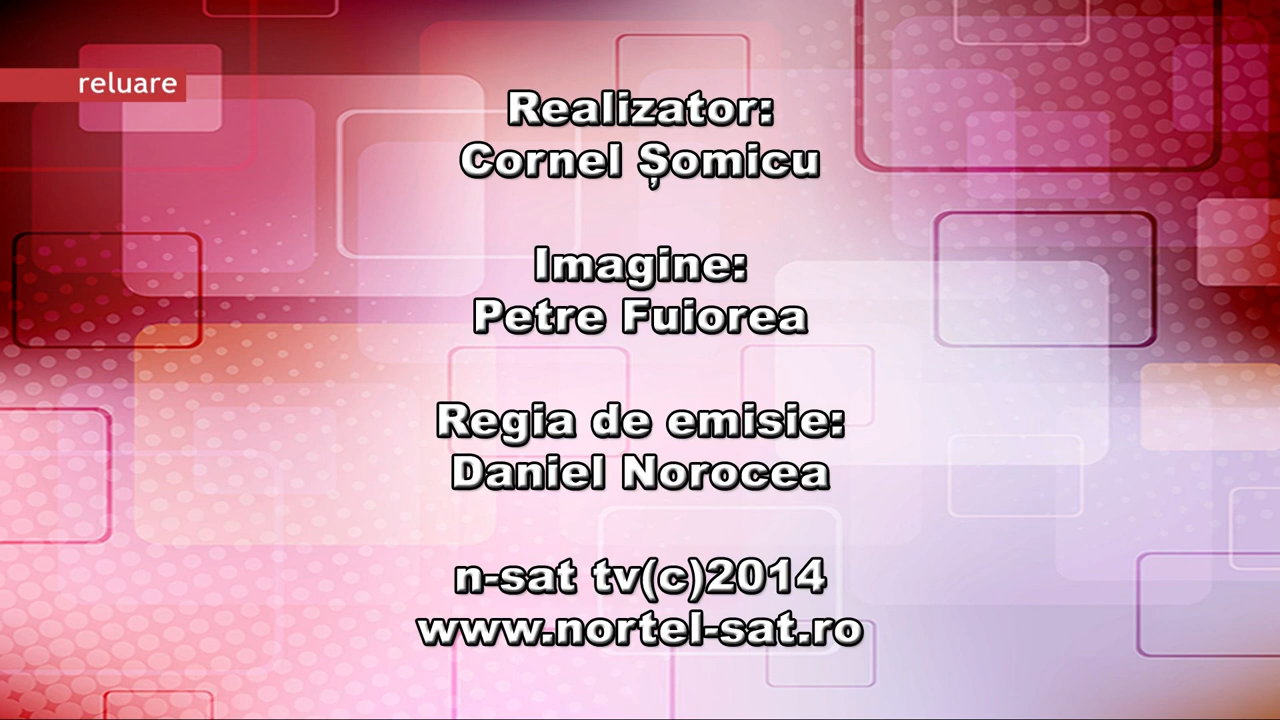 reluare
Realizator:
Cornel Șomicu
Imagine:
Petre Fuiorea
Regia de emisie:
Daniel Norocea
n-sat tv(c)2014
www.nortel-sat.ro